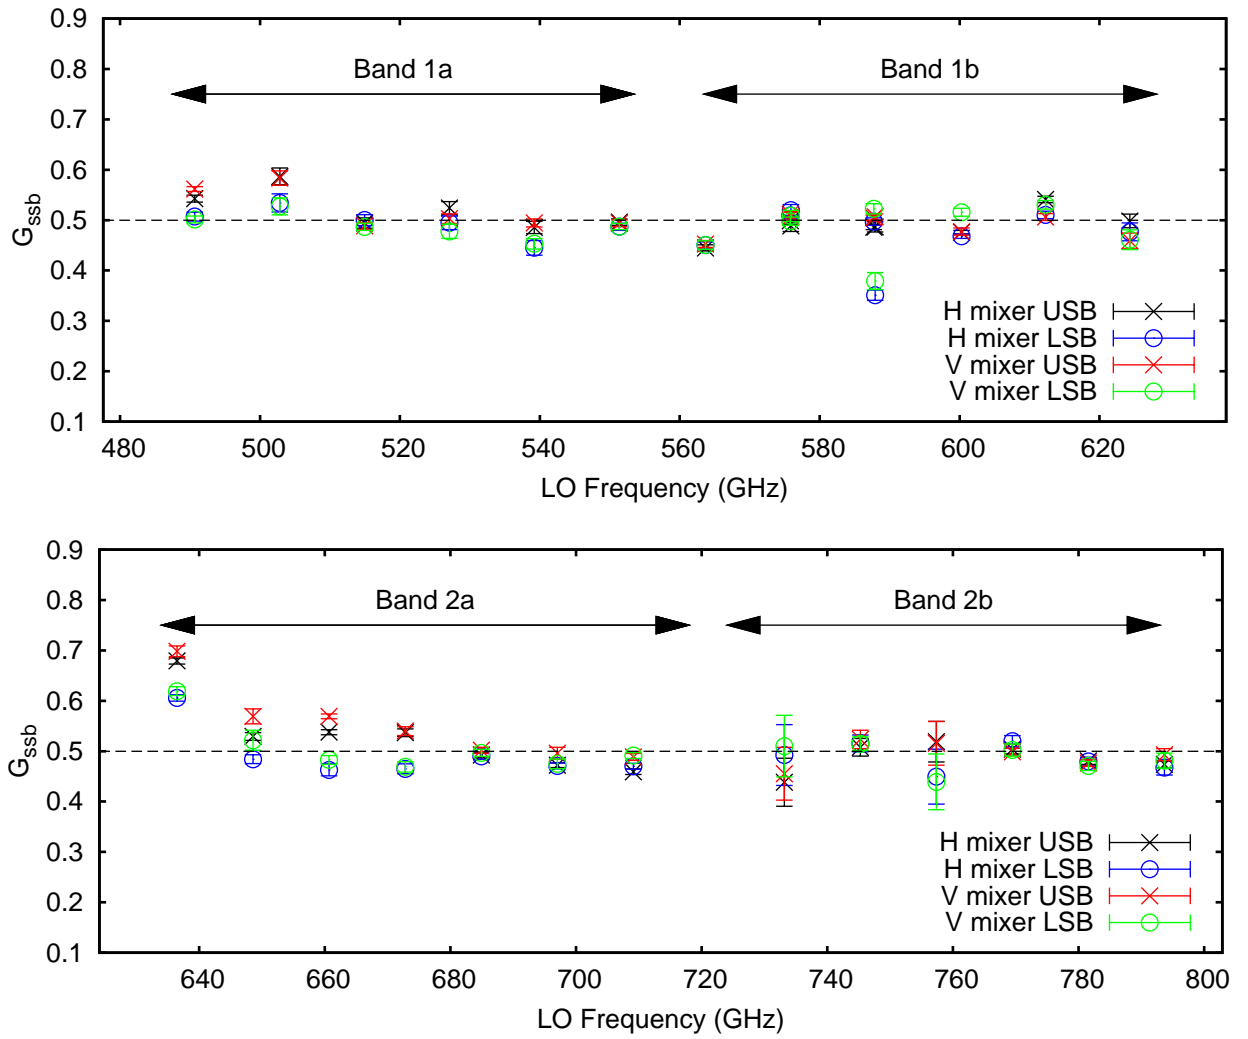 0.9
0.8
0.7
0.6
0.5
0.4
0.3
0.2
0.1
G_ssb
Band 1a
Band 1b
H mixer USB
H mixer LSB
V mixer USB
V mixer LSB
480 500 520 540 560 580 600 620
LO Frequency (GHz)
0.9
0.8
0.7
0.6
0.5
0.4
0.3
0.2
0.1
G_ssb
Band 2a
Band 2b
H mixer USB
H mixer LSB
V mixer USB
V mixer LSB
640 660 680 700 720 740 760 780 800
LO Frequency (GHz)